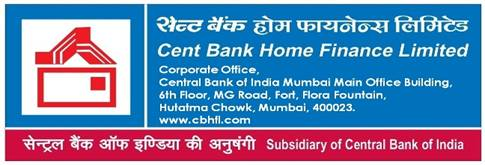 सेन्ट बैंक होम फायनेन्स लिमिटेड
Cent Bank Home Finance Limited
Corporate Office,
Central Bank of India Mumbai Main Office Building,
6th Floor, MG Road, Fort, Flora Fountain,
Hutatma Chowk, Mumbai, 400023.
www.cbhfl.com
सेन्ट्रल बैंक ऑफ इण्डिया की अनुषंगी Subsidiary of Central Bank of India